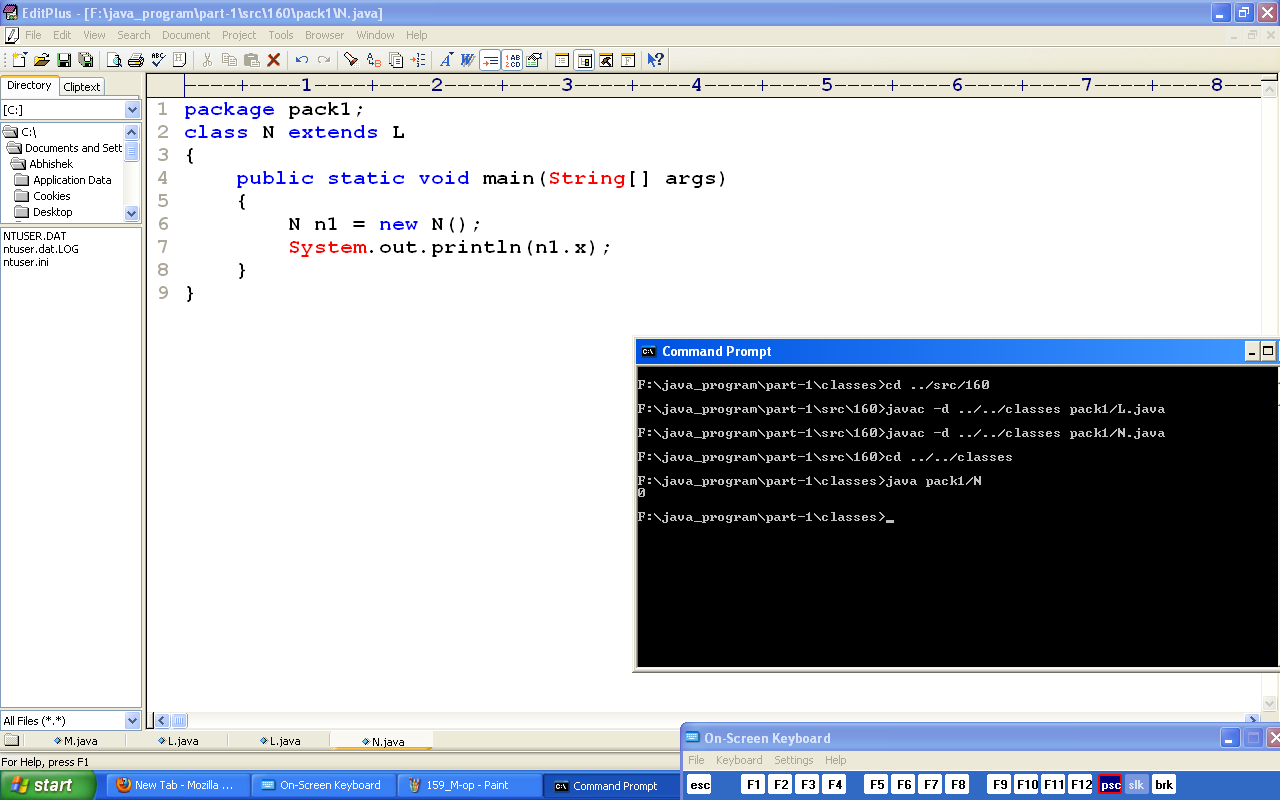 EditPlus - [F:\java_program\part-1\src\160\pack1\N.java]
File Edit View Search Document Project Tools Browser Window Help
Directory Cliptext
[C:]
C:\
Documents and Sett
Abhishek
Application Data
Cookies
Desktop
NTUSER.DAT
ntuser.dat.LOG
ntuser.ini
All Files (*.*)
----+----1----+----2----+----3----+----4----+----5----+----6----+----7----+----8--
1 package pack1;
2 class N extends L
3 {
4 public static void main(String[] args)
5 {
6 N n1 = new N();
7 System.out.println(n1.x);
8 }
9 }
Command Prompt
F:\java_program\part-1\classes>cd ../src/160
F:\java_program\part-1\src\160>javac -d ../../classes pack1/L.java
F:\java_program\part-1\src\160>javac -d ../../classes pack1/N.java
F:\java_program\part-1\src\160>cd ../../classes
F:\java_program\part-1\classes>java pack1/N
0
F:\java_program\part-1\classes>_
M.java L.java L.java N.java
For Help, press F1
On-Screen Keyboard
File Keyboard Settings Help
esc F1 F2 F3 F4 F5 F6 F7 F8 F9 F10 F11 F12 psc slk brk
start New Tab - Mozilla ... On-Screen Keyboard 159_M-op - Paint Command Prompt